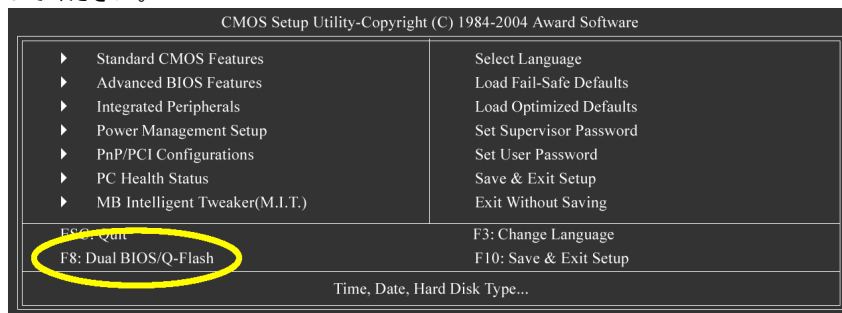 CMOS Setup Utility-Copyright (C) 1984-2004 Award Software
Standard CMOS Features
Advanced BIOS Features
Integrated Peripherals
Power Management Setup
PnP/PCI Configurations
PC Health Status
MB Intelligent Tweaker(M.I.T.)
Select Language
Load Fail-Safe Defaults
Load Optimized Defaults
Set Supervisor Password
Set User Password
Save & Exit Setup
Exit Without Saving
ESC: Quit
F3: Change Language
F8: Dual BIOS/Q-Flash
F10: Save & Exit Setup
Time, Date, Hard Disk Type...